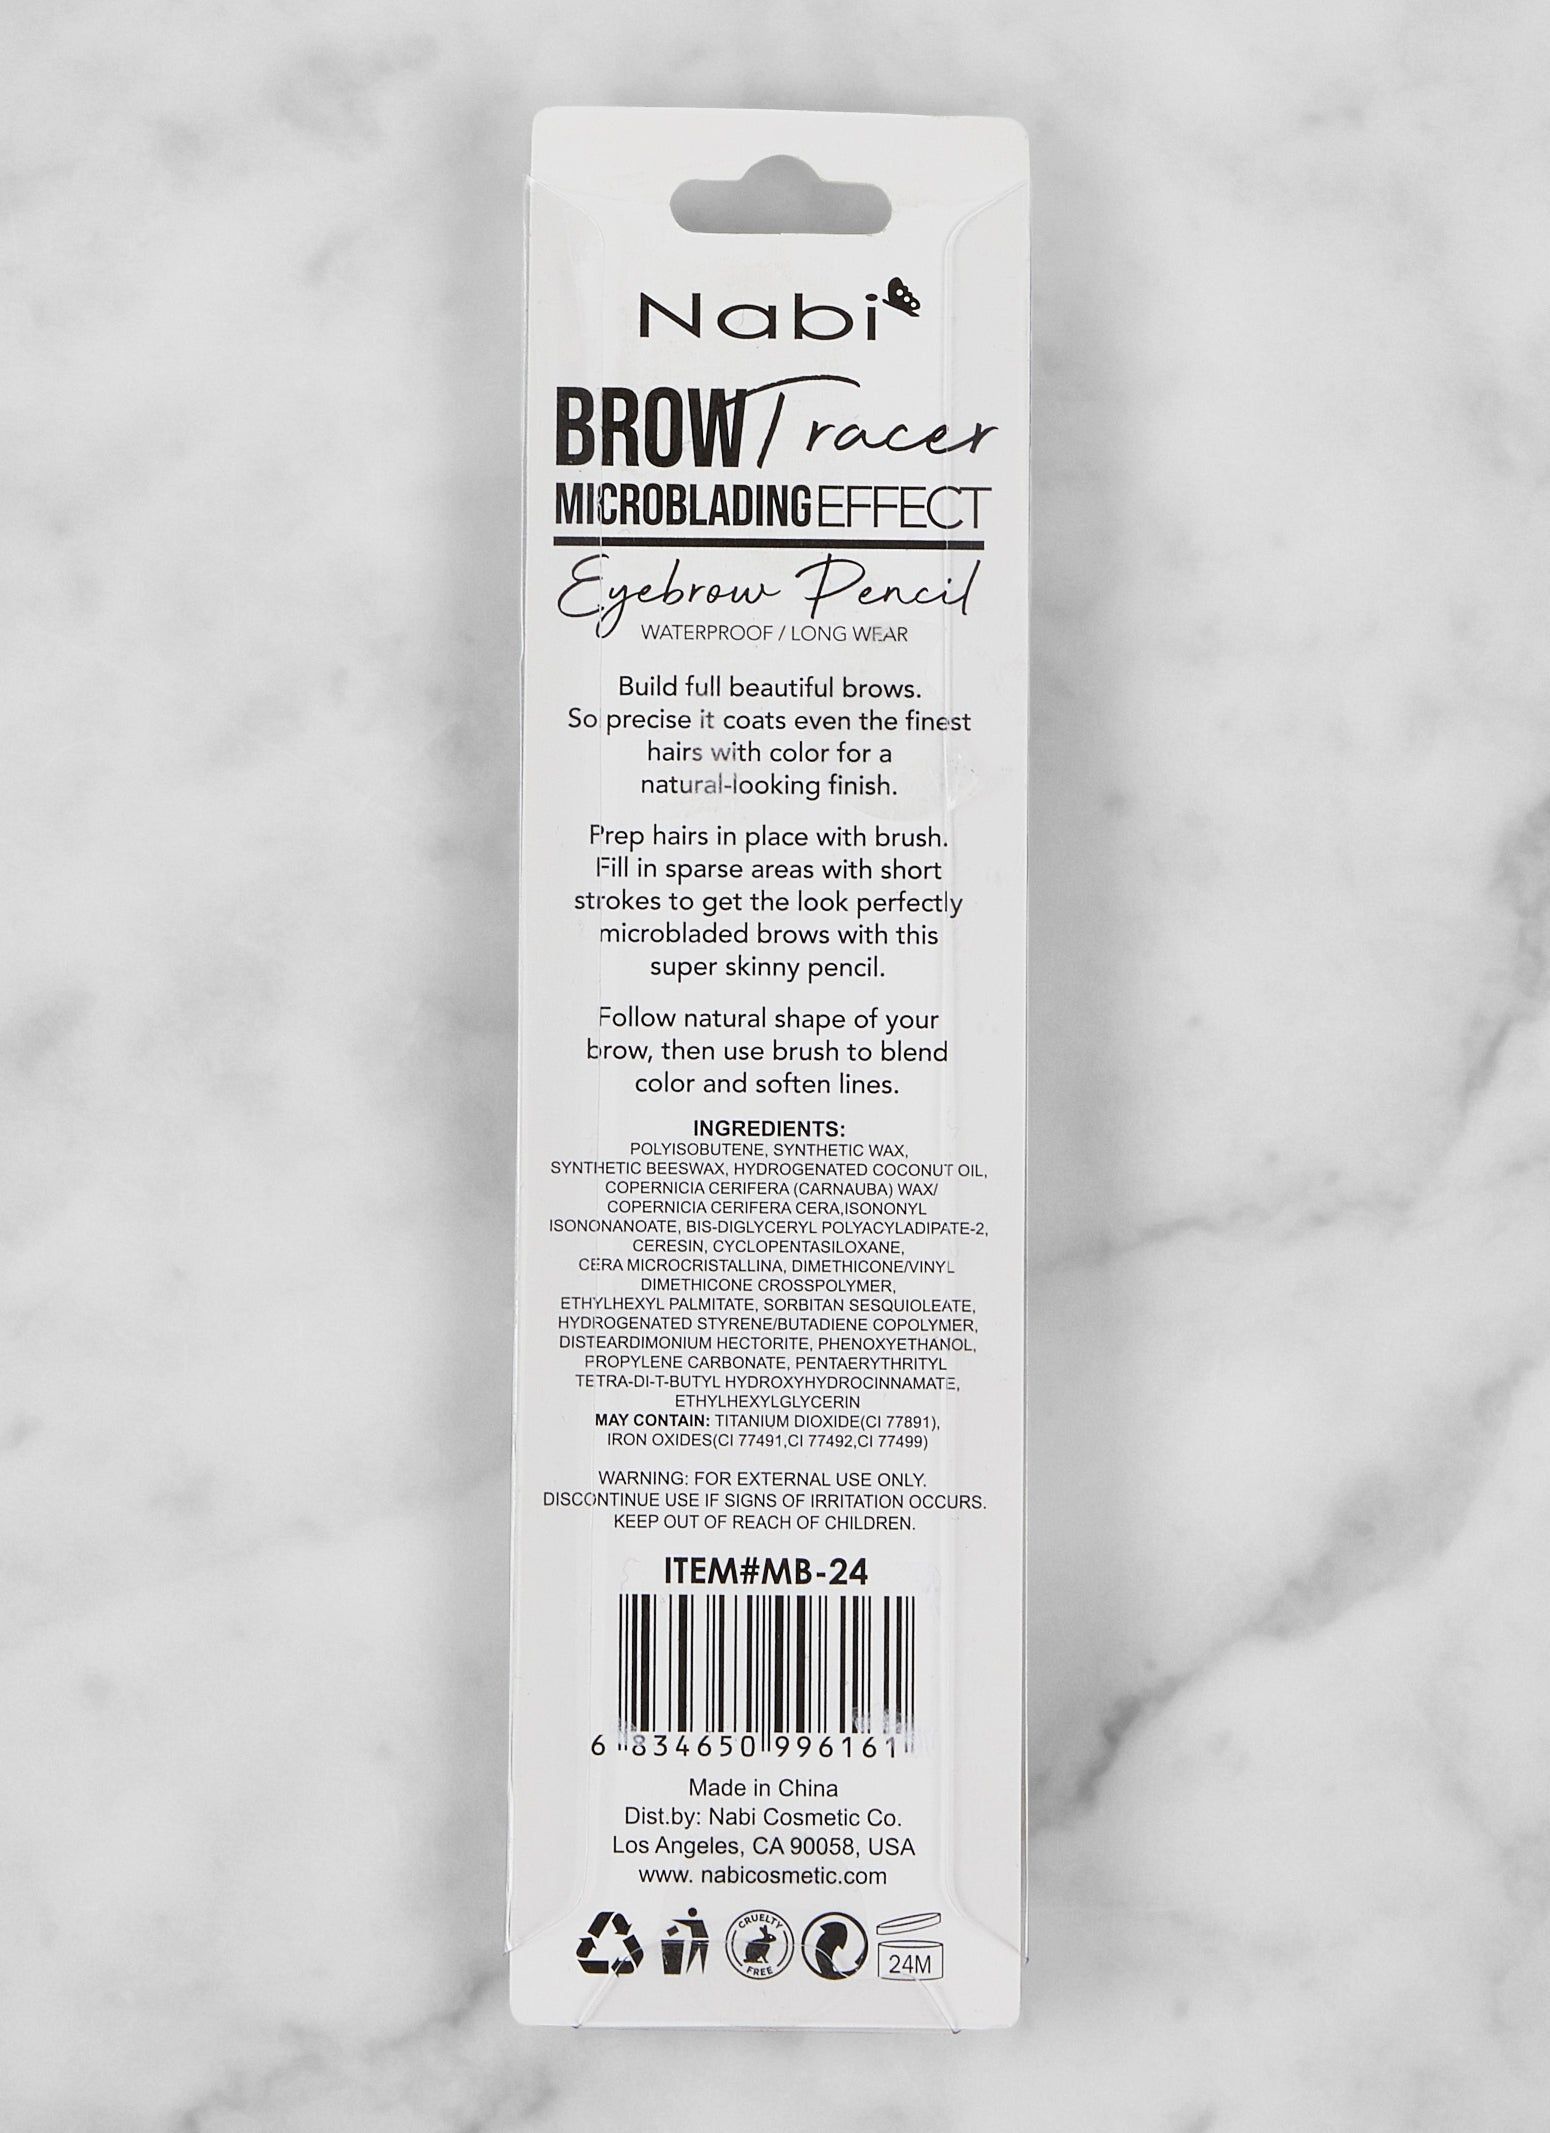 Nabi
BROW Tracer
MICROBLADING EFFECT
Eyebrow Pencil
WATERPROOF / LONG WEAR
Build full beautiful brows.
So precise it coats even the finest
hairs with color for a
natural-looking finish.
Prep hairs in place with brush.
Fill in sparse areas with short
strokes to get the look perfectly
microbladed brows with this
super skinny pencil.
Follow natural shape of your
brow, then use brush to blend
color and soften lines.
INGREDIENTS:
POLYISOBUTENE, SYNTHETIC WAX,
SYNTHETIC BEESWAX, HYDROGENATED COCONUT OIL,
COPERNICIA CERIFERA (CARNAUBA) WAX/
COPERNICIA CERIFERA CERA,ISONONYL
ISONONANOATE, BIS-DIGLYCERYL POLYACYLADIPATE-2,
CERESIN, CYCLOPENTASILOXANE,
CERA MICROCRISTALLINA, DIMETHICONE/VINYL
DIMETHICONE CROSSPOLYMER,
ETHYLHEXYL PALMITATE, SORBITAN SESQUIOLEATE,
HYDROGENATED STYRENE/BUTADIENE COPOLYMER,
DISTEARDIMONIUM HECTORITE, PHENOXYETHANOL,
PROPYLENE CARBONATE, PENTAERYTHRITYL
TETRA-DI-T-BUTYL HYDROXYHYDROCINNAMATE,
ETHYLHEXYLGLYCERIN
MAY CONTAIN: TITANIUM DIOXIDE(CI 77891),
IRON OXIDES(CI 77491,CI 77492,CI 77499)
WARNING: FOR EXTERNAL USE ONLY.
DISCONTINUE USE IF SIGNS OF IRRITATION OCCURS.
KEEP OUT OF REACH OF CHILDREN.
ITEM#MB-24
6 834650 996161
Made in China
Dist.by: Nabi Cosmetic Co.
Los Angeles, CA 90058, USA
www. nabicosmetic.com
CRUELTY FREE
24M